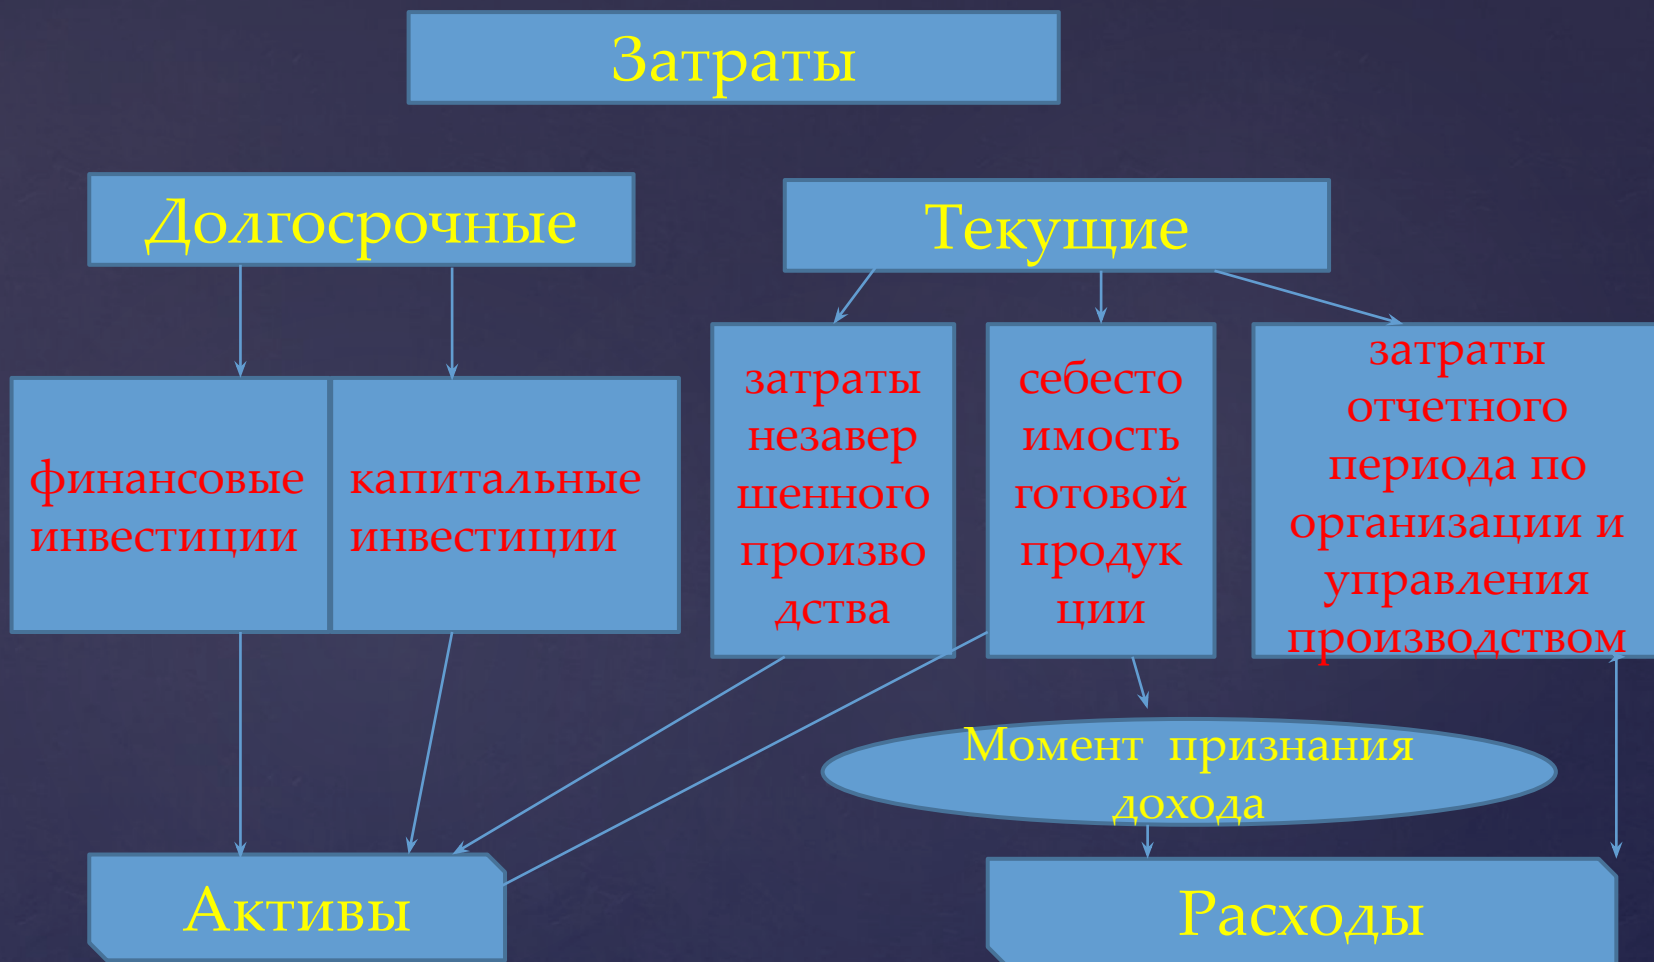 Затраты
Долгосрочные
Текущие
финансовые
инвестиции
капитальные
инвестиции
затраты
незавер
шенного
произво
дства
себесто
имость
готовой
продук
ции
затраты
отчетного
периода по
организации и
управления
производством
Момент признания
дохода
Активы
Расходы